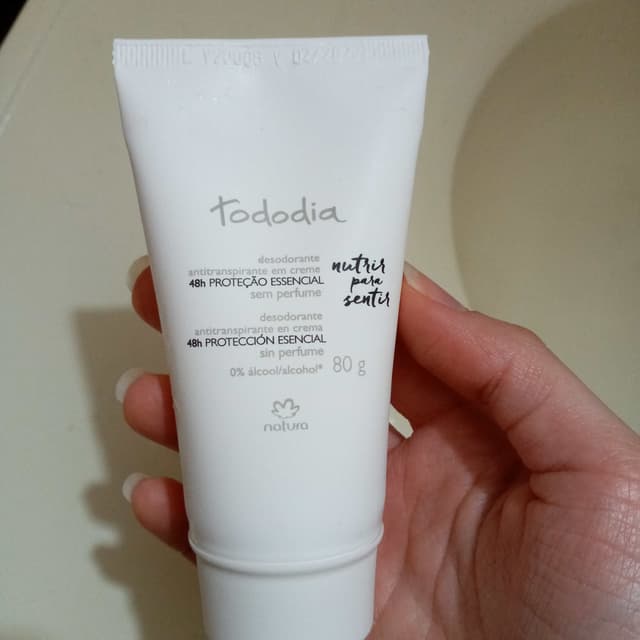 tododia
desodorante
antitranspirante em creme
48h PROTEÇÃO ESSENCIAL
sem perfume
nutrir
para
sentir
desodorante
antitranspirante en crema
48h PROTECCIÓN ESENCIAL
sin perfume
0% álcool/alcohol* 80 g
natura